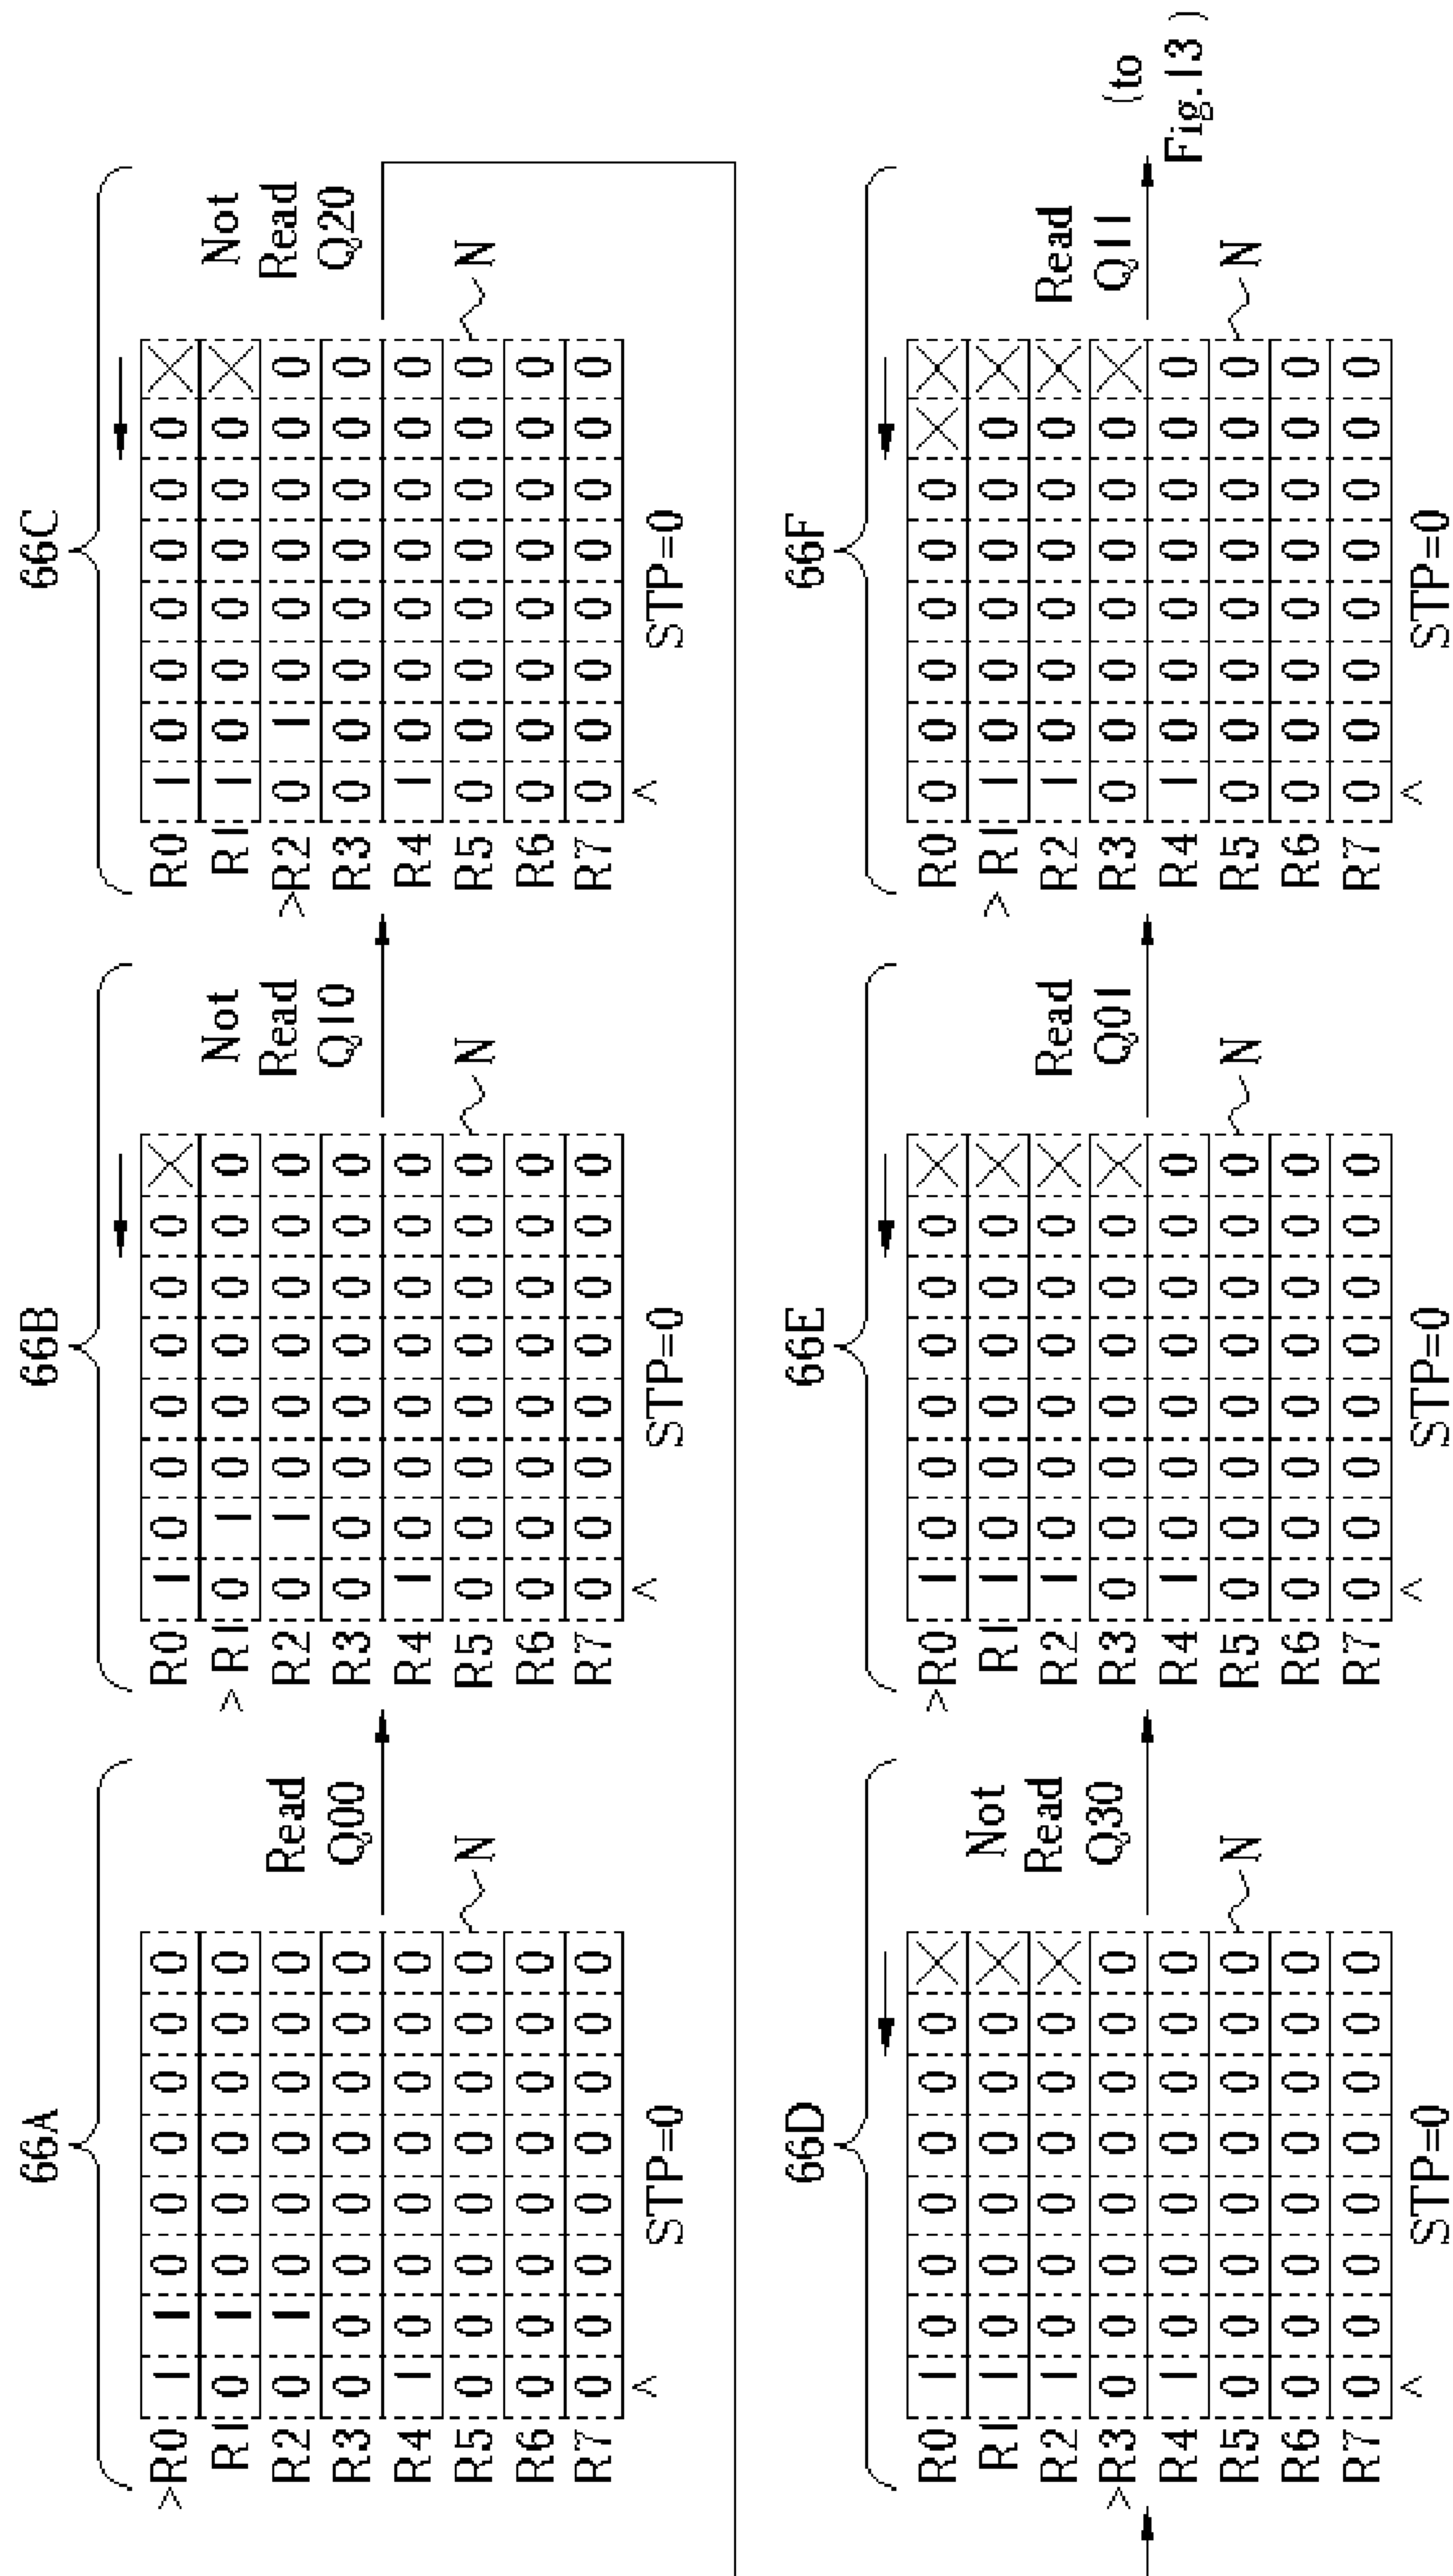 66A
>R0 1 1 0 0 0 0 0 0
R1 0 1 0 0 0 0 0 0
R2 0 1 0 0 0 0 0 0
R3 0 0 0 0 0 0 0 0
R4 1 0 0 0 0 0 0 0
R5 0 0 0 0 0 0 0 0
R6 0 0 0 0 0 0 0 0
R7 0 0 0 0 0 0 0 0
^
STP=0
Read
Q00
N
66B
R0 1 0 0 0 0 0 0 X
>R1 0 1 0 0 0 0 0 0
R2 0 1 0 0 0 0 0 0
R3 0 0 0 0 0 0 0 0
R4 1 0 0 0 0 0 0 0
R5 0 0 0 0 0 0 0 0
R6 0 0 0 0 0 0 0 0
R7 0 0 0 0 0 0 0 0
^
STP=0
Not
Read
Q10
N
66C
R0 1 0 0 0 0 0 0 X
R1 1 0 0 0 0 0 0 X
>R2 0 1 0 0 0 0 0 0
R3 0 0 0 0 0 0 0 0
R4 1 0 0 0 0 0 0 0
R5 0 0 0 0 0 0 0 0
R6 0 0 0 0 0 0 0 0
R7 0 0 0 0 0 0 0 0
^
STP=0
Not
Read
Q20
N
66D
R0 1 0 0 0 0 0 0 X
R1 1 0 0 0 0 0 0 X
R2 1 0 0 0 0 0 0 X
>R3 0 0 0 0 0 0 0 0
R4 1 0 0 0 0 0 0 0
R5 0 0 0 0 0 0 0 0
R6 0 0 0 0 0 0 0 0
R7 0 0 0 0 0 0 0 0
^
STP=0
Not
Read
Q30
N
66E
>R0 1 0 0 0 0 0 0 X
R1 1 0 0 0 0 0 0 X
R2 1 0 0 0 0 0 0 X
R3 0 0 0 0 0 0 0 X
R4 1 0 0 0 0 0 0 0
R5 0 0 0 0 0 0 0 0
R6 0 0 0 0 0 0 0 0
R7 0 0 0 0 0 0 0 0
^
STP=0
Read
Q01
N
66F
R0 0 0 0 0 0 0 X X
>R1 1 0 0 0 0 0 0 X
R2 1 0 0 0 0 0 0 X
R3 0 0 0 0 0 0 0 X
R4 1 0 0 0 0 0 0 0
R5 0 0 0 0 0 0 0 0
R6 0 0 0 0 0 0 0 0
R7 0 0 0 0 0 0 0 0
^
STP=0
Read
Q11
N
(to
Fig.13)